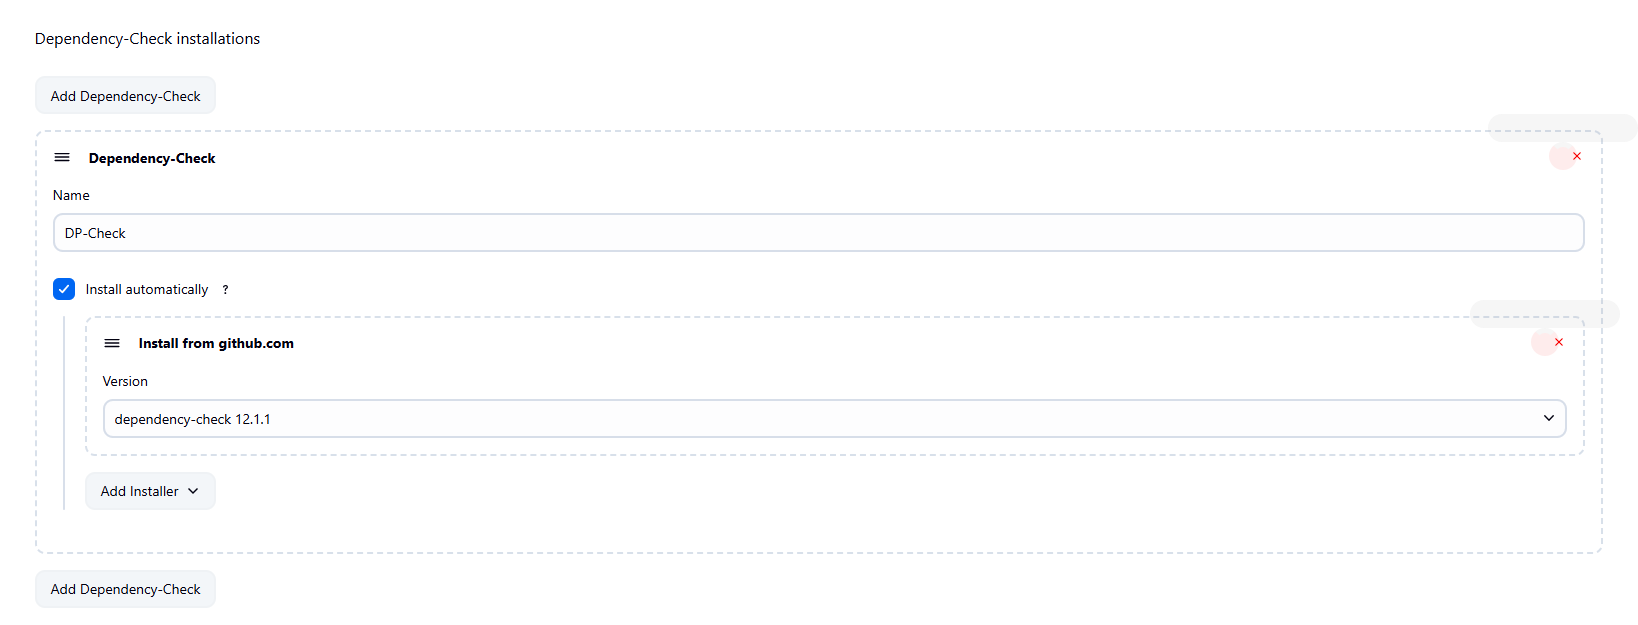 Dependency-Check installations
Add Dependency-Check
Dependency-Check
Name
DP-Check
Install automatically ?
Install from github.com
Version
dependency-check 12.1.1
Add Installer
Add Dependency-Check